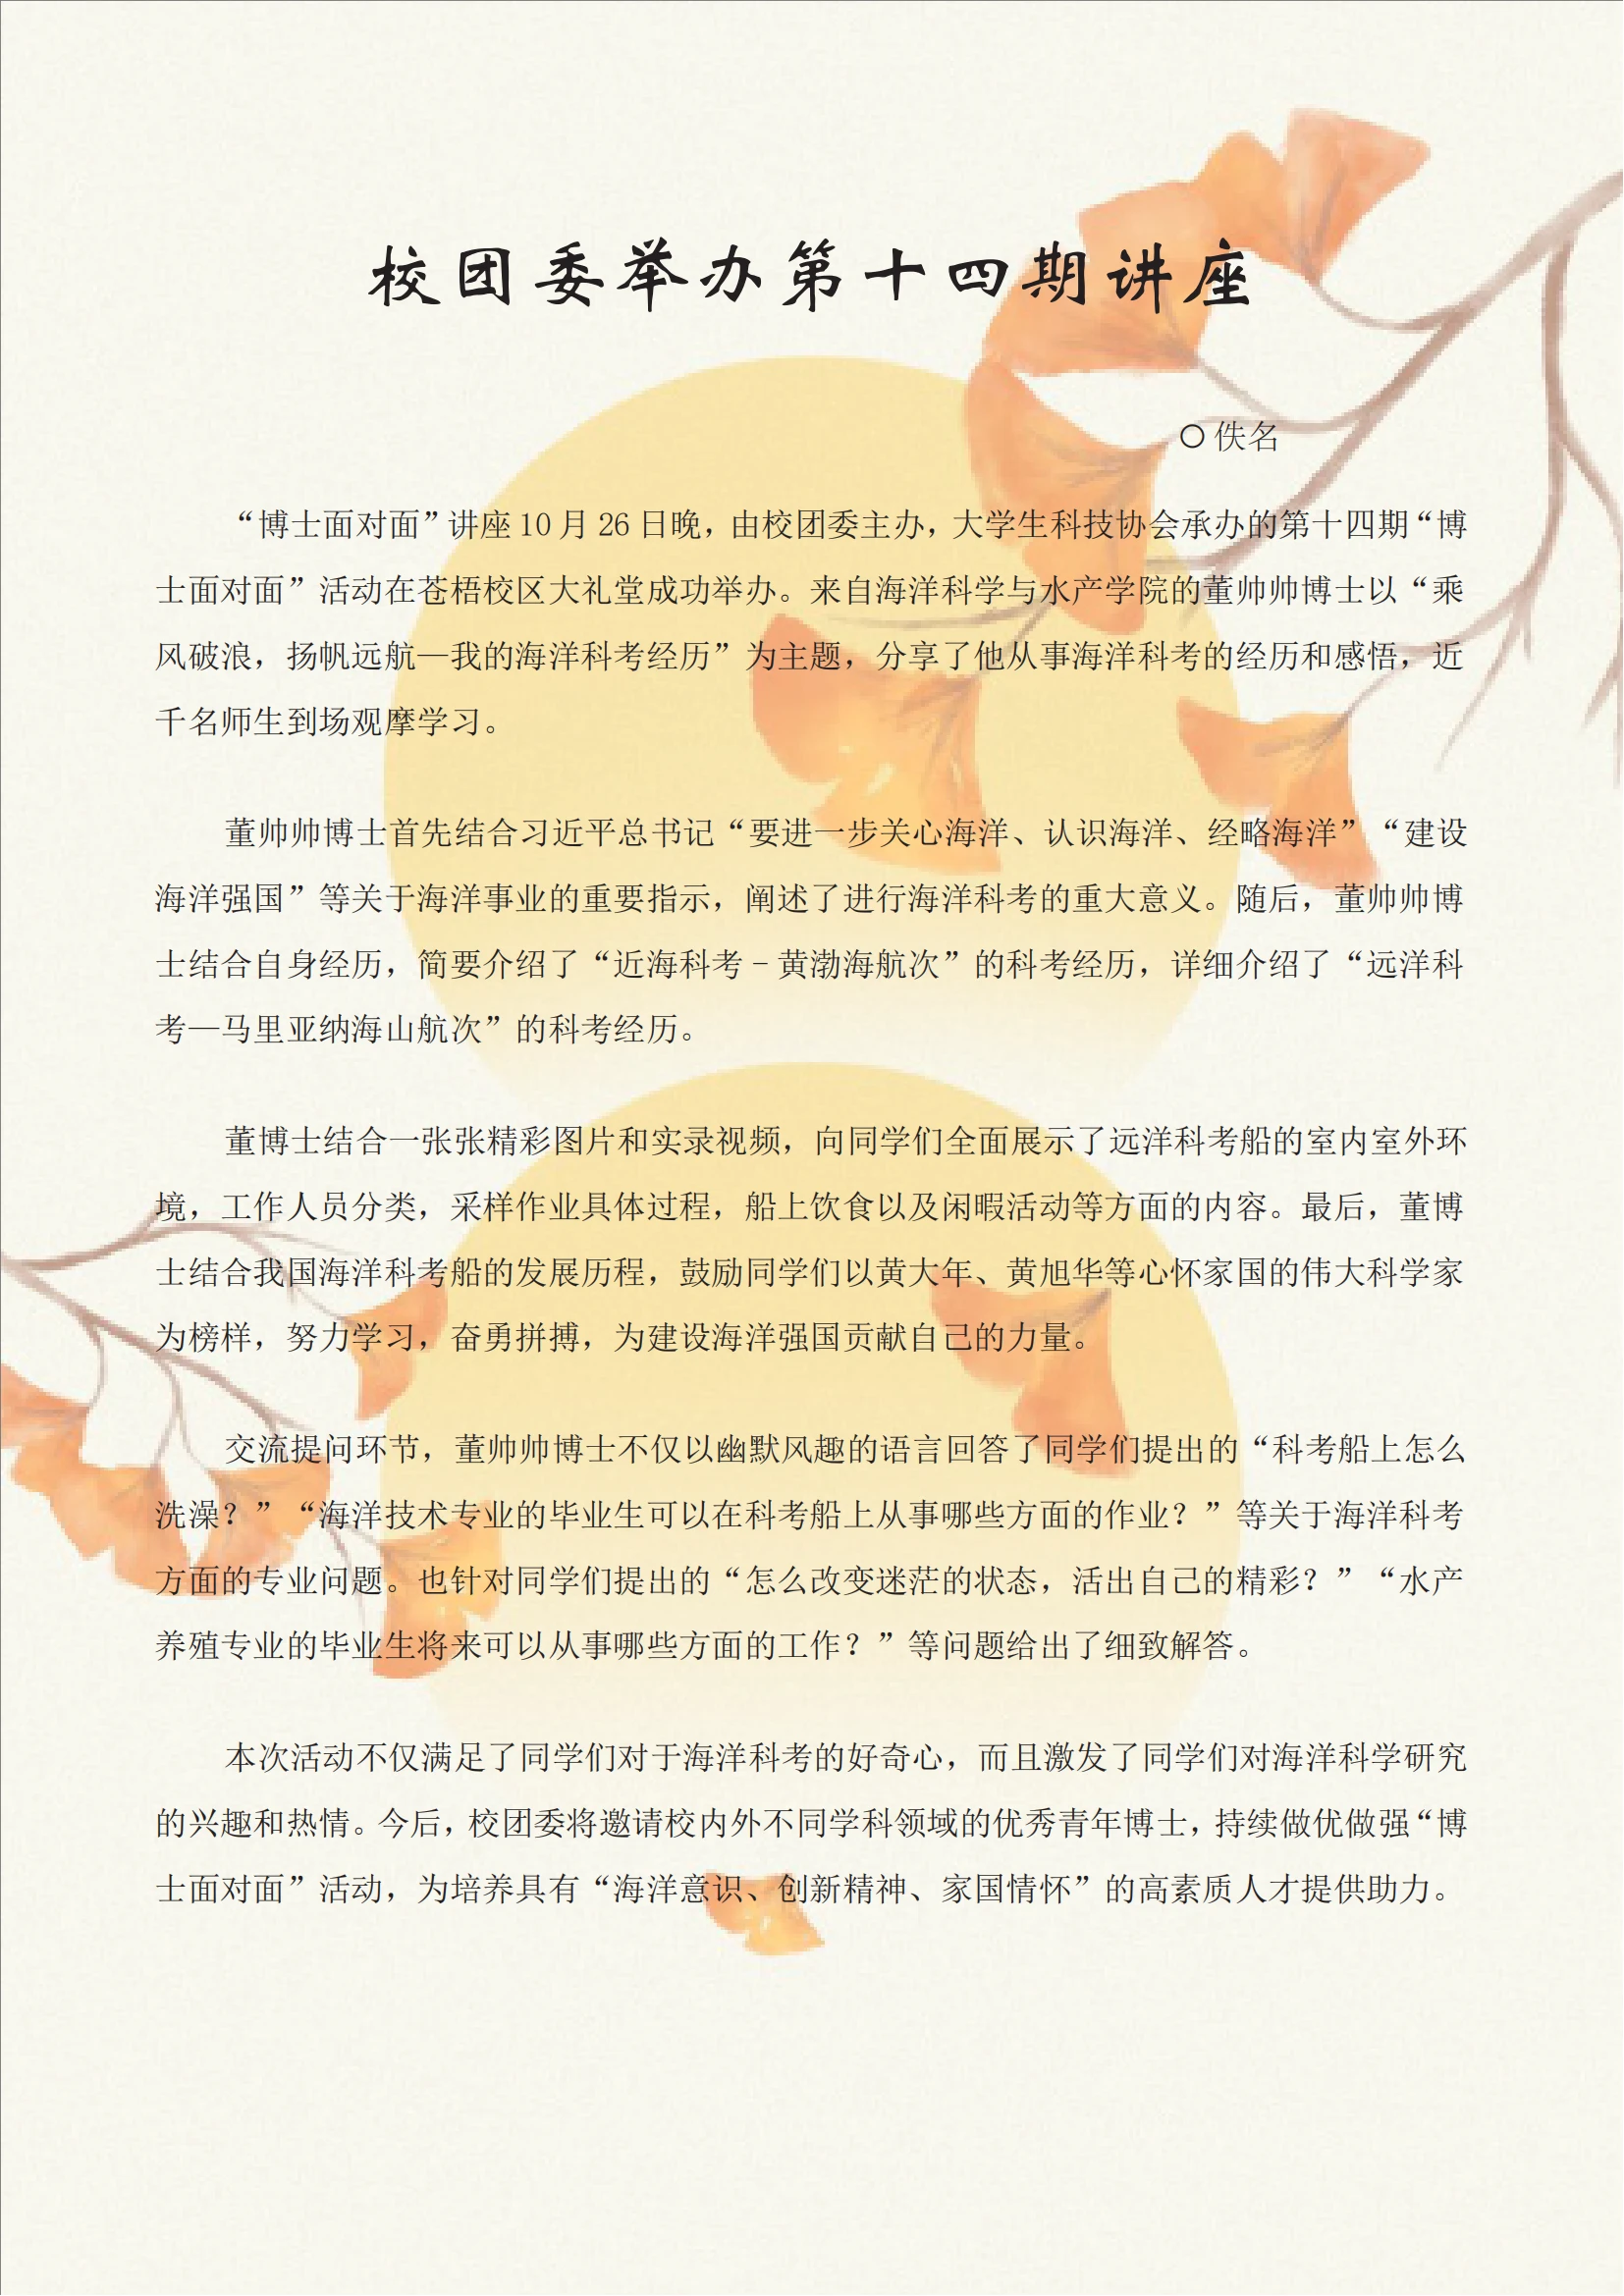 校团委举办第十四期讲座
〇佚名
“博士面对面”讲座10月26日晚，由校团委主办，大学生科技协会承办的第十四期“博
士面对面”活动在苍梧校区大礼堂成功举办。来自海洋科学与水产学院的董帅帅博士以“乘
风破浪，扬帆远航—我的海洋科考经历”为主题，分享了他从事海洋科考的经历和感悟，近
千名师生到场观摩学习。
董帅帅博士首先结合习近平总书记“要进一步关心海洋、认识海洋、经略海洋”“建设
海洋强国”等关于海洋事业的重要指示，阐述了进行海洋科考的重大意义。随后，董帅帅博
士结合自身经历，简要介绍了“近海科考－黄渤海航次”的科考经历，详细介绍了“远洋科
考—马里亚纳海山航次”的科考经历。
董博士结合一张张精彩图片和实录视频，向同学们全面展示了远洋科考船的室内室外环
境，工作人员分类，采样作业具体过程，船上饮食以及闲暇活动等方面的内容。最后，董博
士结合我国海洋科考船的发展历程，鼓励同学们以黄大年、黄旭华等心怀家国的伟大科学家
为榜样，努力学习，奋勇拼搏，为建设海洋强国贡献自己的力量。
交流提问环节，董帅帅博士不仅以幽默风趣的语言回答了同学们提出的“科考船上怎么
洗澡？”“海洋技术专业的毕业生可以在科考船上从事哪些方面的作业？”等关于海洋科考
方面的专业问题。也针对同学们提出的“怎么改变迷茫的状态，活出自己的精彩？”“水产
养殖专业的毕业生将来可以从事哪些方面的工作？”等问题给出了细致解答。
本次活动不仅满足了同学们对于海洋科考的好奇心，而且激发了同学们对海洋科学研究
的兴趣和热情。今后，校团委将邀请校内外不同学科领域的优秀青年博士，持续做优做强“博
士面对面”活动，为培养具有“海洋意识、创新精神、家国情怀”的高素质人才提供助力。